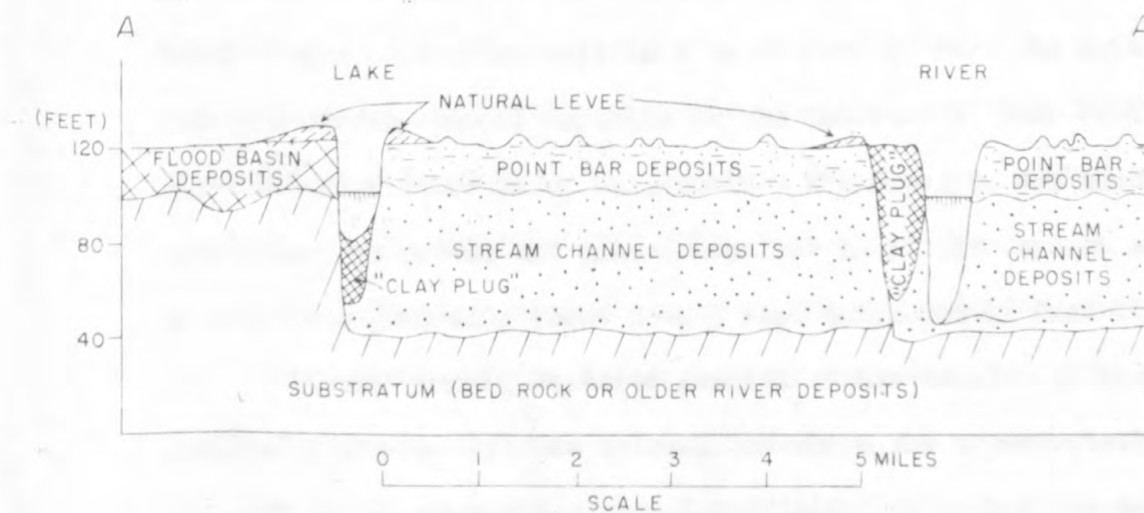 A
A
LAKE
RIVER
NATURAL LEVEE
(FEET)
120
80
40
FLOOD BASIN
DEPOSITS
POINT BAR DEPOSITS
"CLAY PLUG"
POINT BAR
DEPOSITS
STREAM CHANNEL DEPOSITS
STREAM
CHANNEL
DEPOSITS
"CLAY PLUG"
SUBSTRATUM (BED ROCK OR OLDER RIVER DEPOSITS)
0 1 2 3 4 5 MILES
SCALE